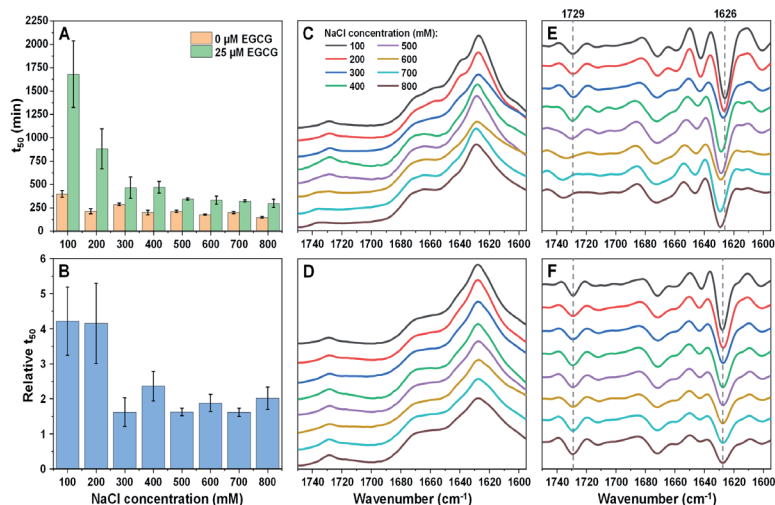 A
0 µM EGCG
25 µM EGCG
t50 (min)
2250
2000
1750
1500
1250
1000
750
500
250
0
100 200 300 400 500 600 700 800
B
Relative t50
6
5
4
3
2
1
0
100 200 300 400 500 600 700 800
NaCl concentration (mM)
C
NaCl concentration (mM):
100 500
200 600
300 700
400 800
1740 1720 1700 1680 1660 1640 1620 1600
D
1740 1720 1700 1680 1660 1640 1620 1600
Wavenumber (cm-1)
1729 1626
E
1740 1720 1700 1680 1660 1640 1620 1600
F
1740 1720 1700 1680 1660 1640 1620 1600
Wavenumber (cm-1)